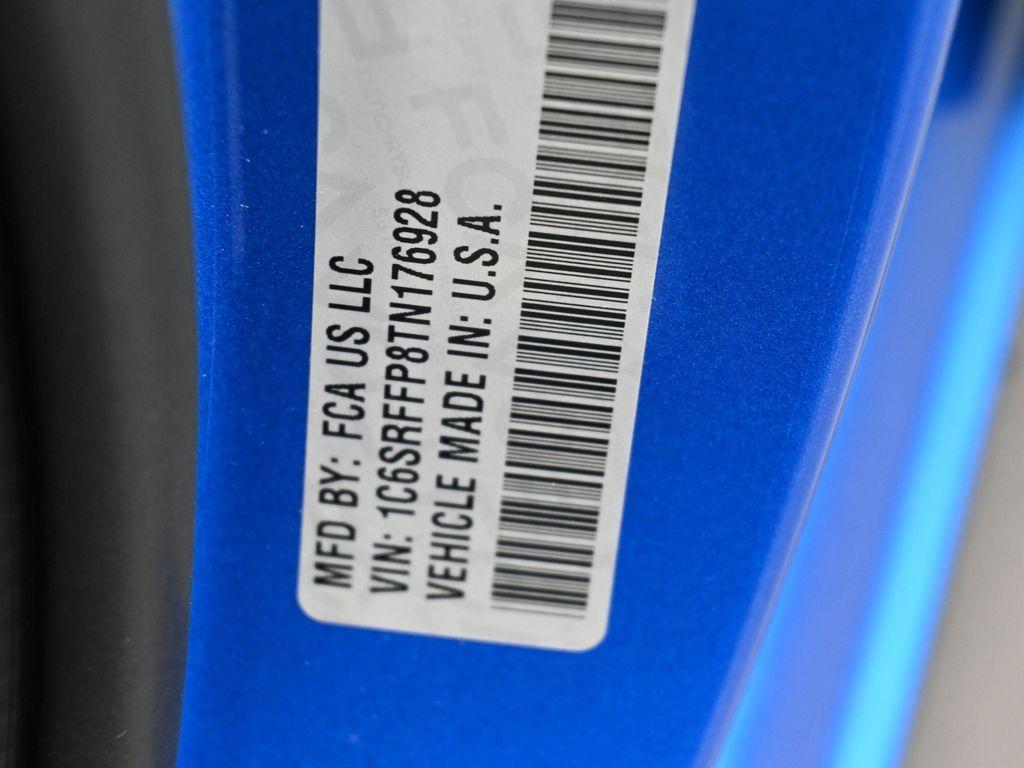 MFD BY: FCA US LLC
VIN: 1C6SRFFP8TN176928
VEHICLE MADE IN: U.S.A.